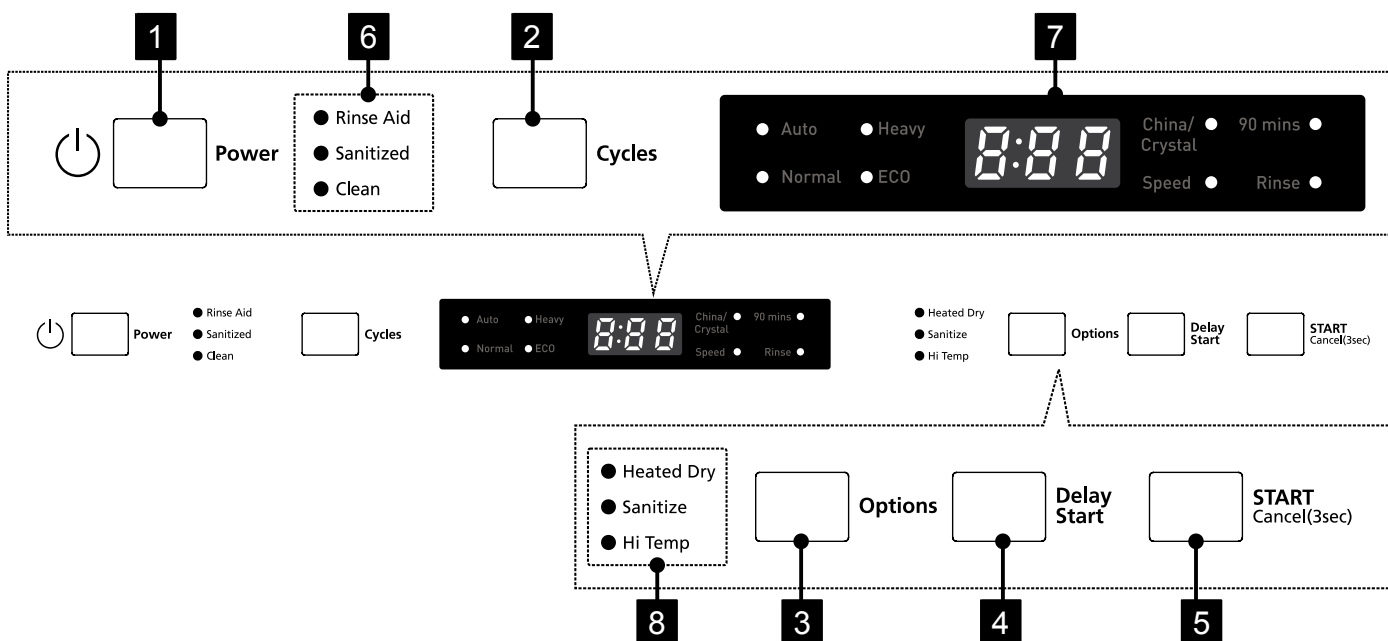 1
6
2
7
Power
Rinse Aid
Sanitized
Clean
Cycles
Auto
Heavy
Normal
ECO
8:88
China/
Crystal
90 mins
Speed
Rinse
Power
Rinse Aid
Sanitized
Clean
Cycles
Auto
Heavy
Normal
ECO
8:88
China/
Crystal
90 mins
Speed
Rinse
Heated Dry
Sanitize
Hi Temp
Options
Delay
Start
START
Cancel(3sec)
Heated Dry
Sanitize
Hi Temp
Options
Delay
Start
START
Cancel(3sec)
8
3
4
5